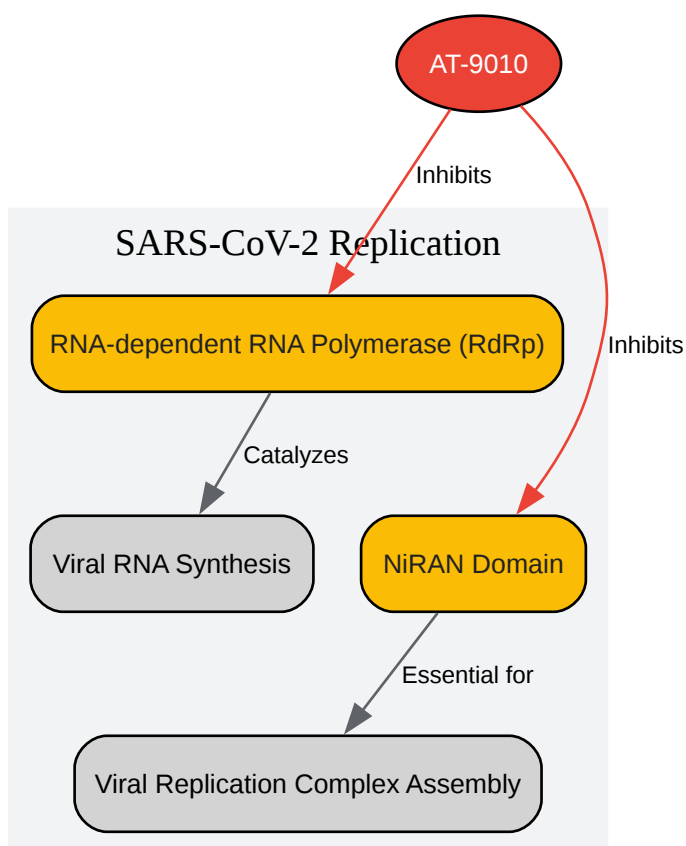 AT-9010
Inhibits
SARS-CoV-2 Replication
RNA-dependent RNA Polymerase (RdRp)
Inhibits
Catalyzes
Viral RNA Synthesis
NiRAN Domain
Essential for
Viral Replication Complex Assembly